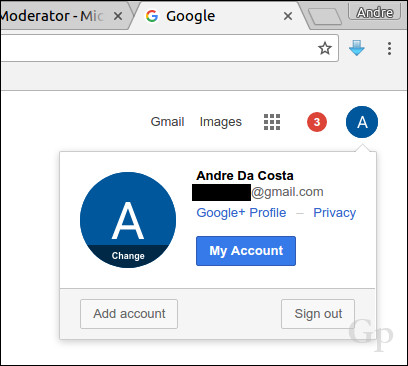 Andre
Moderator - Mic
Google
Gmail Images 3 A
Andre Da Costa
@gmail.com
A
Google+ Profile – Privacy
Change
My Account
Add account Sign out
Gp